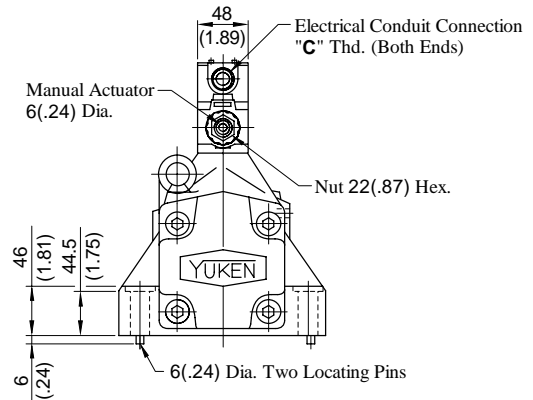 48
(1.89)
Electrical Conduit Connection
"C" Thd. (Both Ends)
Manual Actuator
6(.24) Dia.
Nut 22(.87) Hex.
46
(1.81)
44.5
(1.75)
YUKEN
6
(.24)
6(.24) Dia. Two Locating Pins